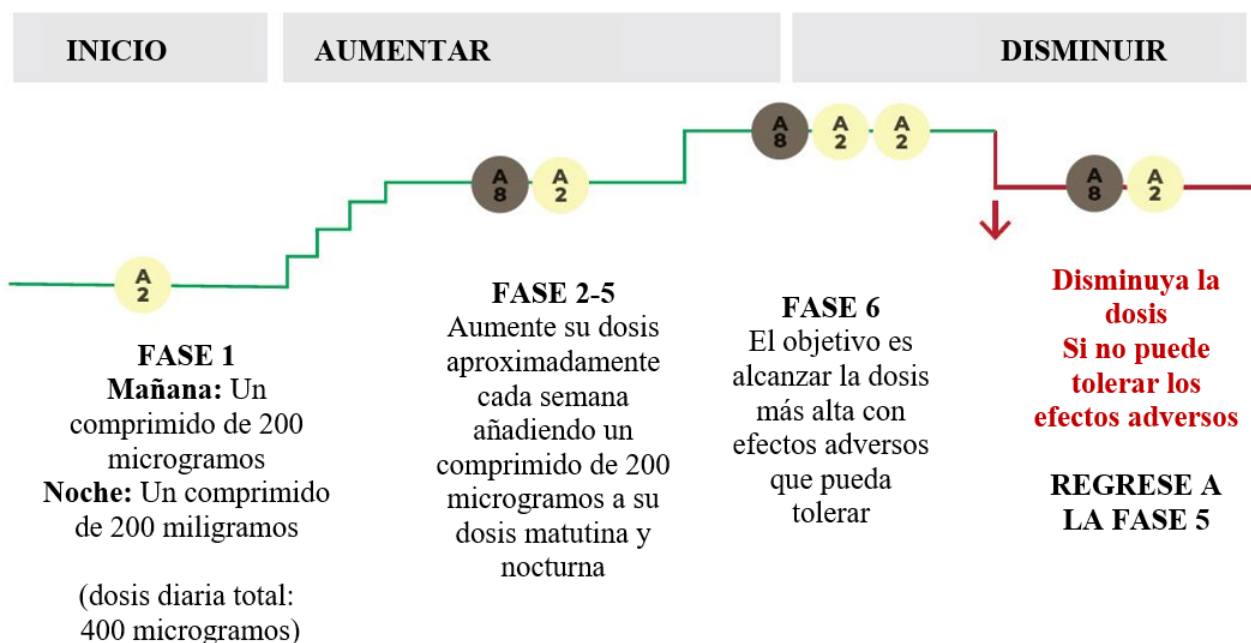 INICIO
AUMENTAR
DISMINUIR
A
8
A
2
A
2
A
8
A
2
A
8
A
2
A
2
FASE 1
Mañana: Un
comprimido de 200
microgramos
Noche: Un comprimido
de 200 miligramos
(dosis diaria total:
400 microgramos)
FASE 2-5
Aumente su dosis
aproximadamente
cada semana
añadiendo un
comprimido de 200
microgramos a su
dosis matutina y
nocturna
FASE 6
El objetivo es
alcanzar la dosis
más alta con
efectos adversos
que pueda
tolerar
Disminuya la
dosis
Si no puede
tolerar los
efectos adversos
REGRESE A
LA FASE 5